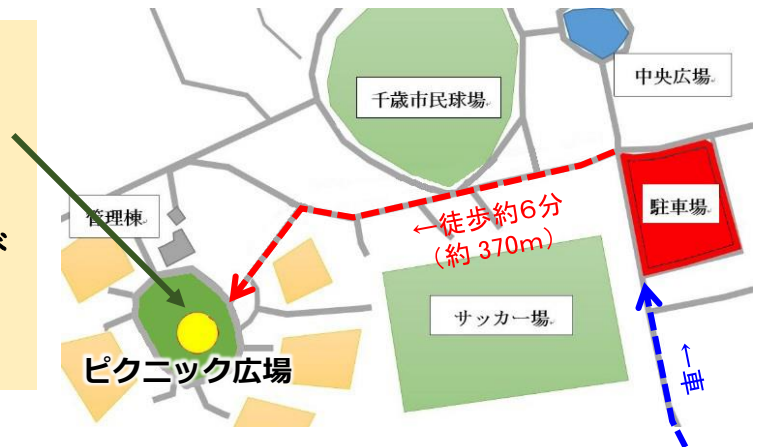 中央広場
千歳市民球場
駐車場
管理棟
←徒歩約6分
(約 370m)
サッカー場
ピクニック広場
←車